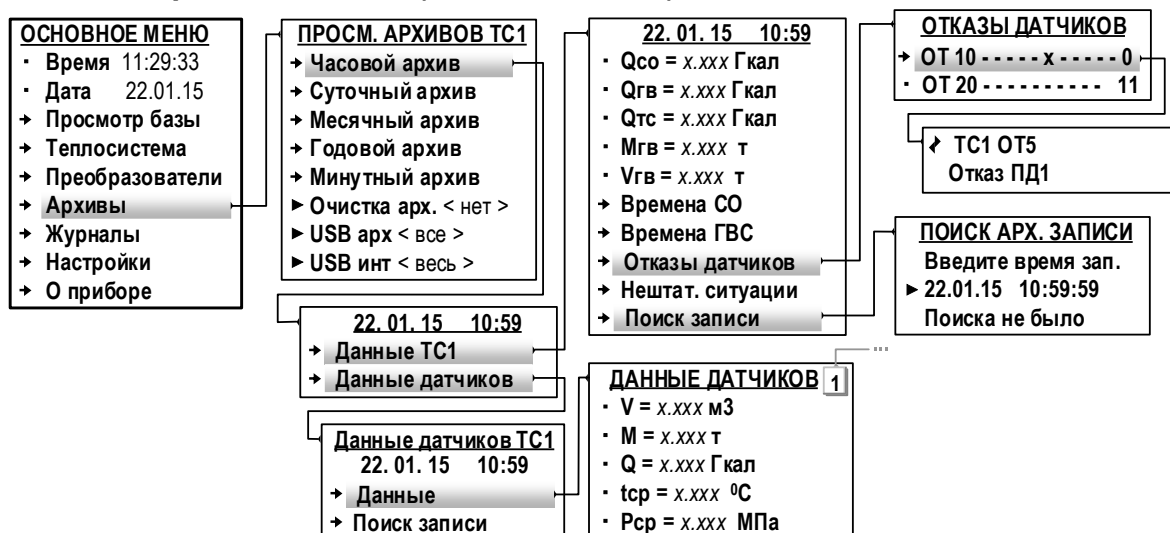 ОСНОВНОЕ МЕНЮ
· Время 11:29:33
· Дата 22.01.15
➔ Просмотр базы
➔ Теплосистема
➔ Преобразователи
➔ Архивы
➔ Журналы
➔ Настройки
➔ О приборе
ПРОСМ. АРХИВОВ ТС1
➔ Часовой архив
➔ Суточный архив
➔ Месячный архив
➔ Годовой архив
➔ Минутный архив
► Очистка арх. < нет >
► USB арх < все >
► USB инт < весь >
22. 01. 15 10:59
➔ Данные ТС1
➔ Данные датчиков
Данные датчиков ТС1
22. 01. 15 10:59
➔ Данные
➔ Поиск записи
22. 01. 15 10:59
· Qсо = x.xxx Гкал
· Qгв = x.xxx Гкал
· Qтс = x.xxx Гкал
· Мгв = x.xxx т
· Vгв = x.xxx т
➔ Времена СО
➔ Времена ГВС
➔ Отказы датчиков
➔ Нештат. ситуации
➔ Поиск записи
ДАННЫЕ ДАТЧИКОВ 1
· V = x.xxx м3
· M = x.xxx т
· Q = x.xxx Гкал
· tср = x.xxx ⁰С
· Рср = x.xxx МПа
ОТКАЗЫ ДАТЧИКОВ
➔ ОТ 10 - - - - - x - - - - - 0
· ОТ 20 - - - - - - - - - - 11
ТС1 ОТ5
Отказ ПД1
ПОИСК АРХ. ЗАПИСИ
Введите время зап.
► 22.01.15 10:59:59
Поиска не было